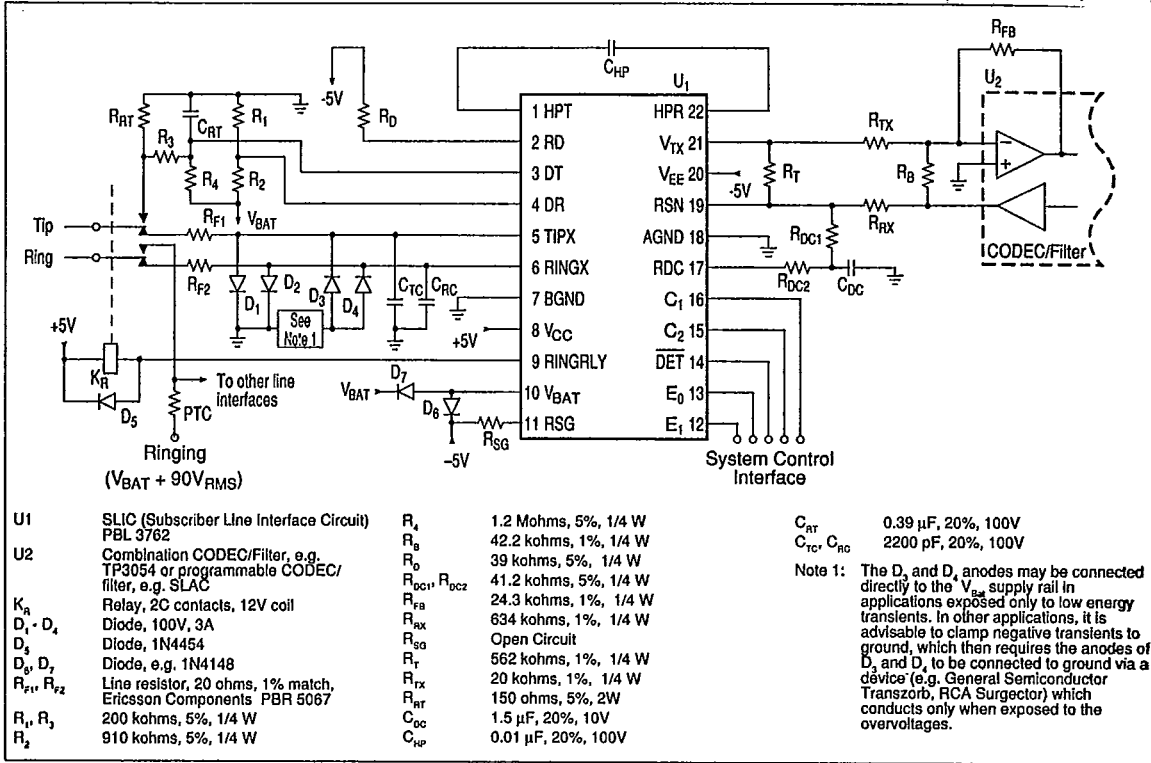 RFB
CHP
U1
U2
-5V
RRT
CRT
R1
RD
R3
R4
R2
1 HPT
HPR 22
2 RD
VTX 21
3 DT
VEE 20
4 DR
RSN 19
5 TIPX
AGND 18
6 RINGX
RDC 17
7 BGND
C1 16
8 VCC
C2 15
9 RINGRLY
DET 14
10 VBAT
E0 13
11 RSG
E1 12
RTX
RT
-5V
RB
RRX
RDC1
RDC2
CDC
CODEC/Filter
Tip
Ring
RF1
VBAT
RF2
D1
D2
D3
D4
CTC
CRC
See
Note 1
+5V
+5V
KR
D5
To other line
interfaces
PTC
VBAT
D7
D6
RSG
-5V
Ringing
(VBAT + 90VRMS)
System Control
Interface
U1 SLIC (Subscriber Line Interface Circuit)
PBL 3762
U2 Combination CODEC/Filter, e.g.
TP3054 or programmable CODEC/
filter, e.g. SLAC
KR Relay, 2C contacts, 12V coil
D1 - D4 Diode, 100V, 3A
D5 Diode, 1N4454
D6, D7 Diode, e.g. 1N4148
RF1, RF2 Line resistor, 20 ohms, 1% match,
Ericsson Components PBR 5067
R1, R3 200 kohms, 5%, 1/4 W
R2 910 kohms, 5%, 1/4 W
R4 1.2 Mohms, 5%, 1/4 W
RB 42.2 kohms, 1%, 1/4 W
RD 39 kohms, 5%, 1/4 W
RDC1, RDC2 41.2 kohms, 5%, 1/4 W
RFB 24.3 kohms, 1%, 1/4 W
RRX 634 kohms, 1%, 1/4 W
RSG Open Circuit
RT 562 kohms, 1%, 1/4 W
RTX 20 kohms, 1%, 1/4 W
RRT 150 ohms, 5%, 2W
CDC 1.5 µF, 20%, 10V
CHP 0.01 µF, 20%, 100V
CRT 0.39 µF, 20%, 100V
CTC, CRC 2200 pF, 20%, 100V
Note 1: The D3 and D4 anodes may be connected
directly to the VBat supply rail in
applications exposed only to low energy
transients. In other applications, it is
advisable to clamp negative transients to
ground, which then requires the anodes of
D3 and D4 to be connected to ground via a
device (e.g. General Semiconductor
Transzorb, RCA Surgector) which
conducts only when exposed to the
overvoltages.